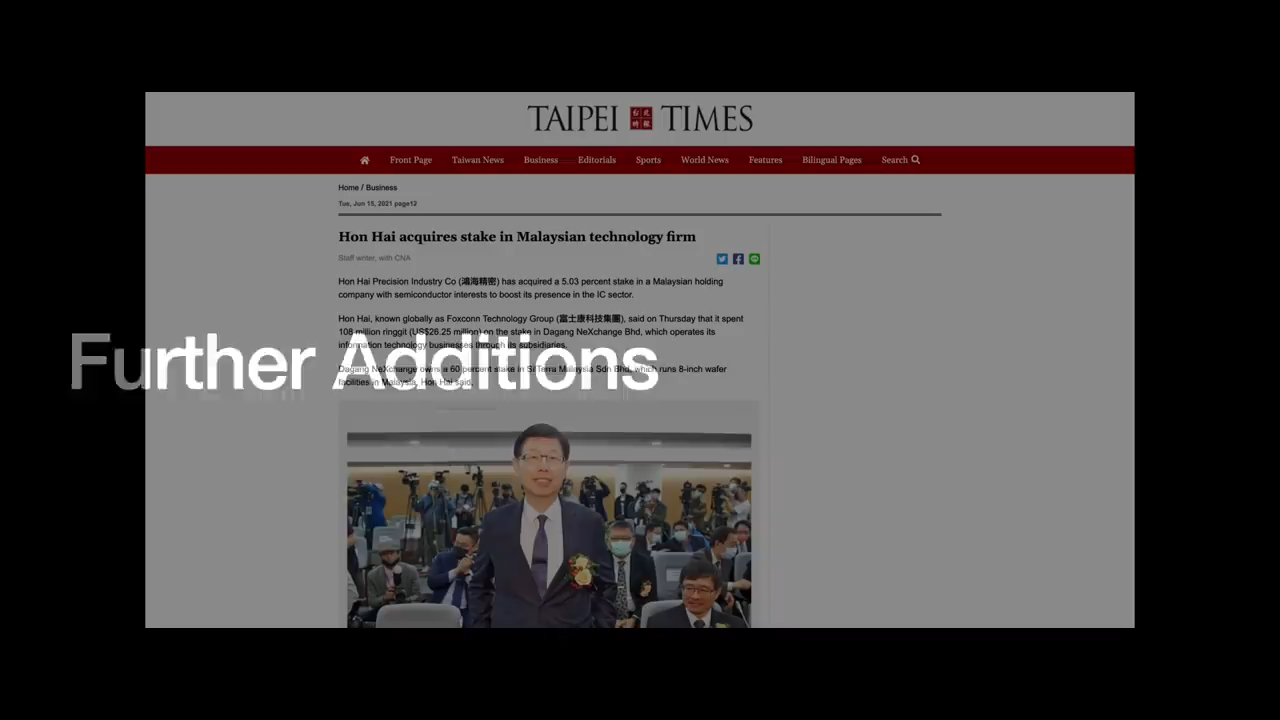 TAIPEI TIMES
Front Page Taiwan News Business Editorials Sports World News Features Bilingual Pages Search
Home / Business
Tue, Jun 15, 2021 page12
Hon Hai acquires stake in Malaysian technology firm
Staff writer, with CNA
Hon Hai Precision Industry Co (鴻海精密) has acquired a 5.03 percent stake in a Malaysian holding
company with semiconductor interests to boost its presence in the IC sector.
Hon Hai, known globally as Foxconn Technology Group (富士康科技集團), said on Thursday that it spent
108 million ringgit (US$26.25 million) on the stake in Dagang NeXchange Bhd, which operates its
information technology businesses through its subsidiaries.
Further Additions
Dagang NeXchange owns a 60 percent stake in SilTerra Malaysia Sdn Bhd, which runs 8-inch wafer
facilities in Malaysia, Hon Hai said.